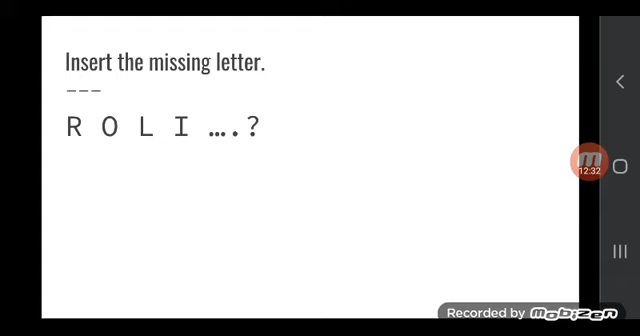 Insert the missing letter.
---
R O L I ....?
12:32
Recorded by Mobizen